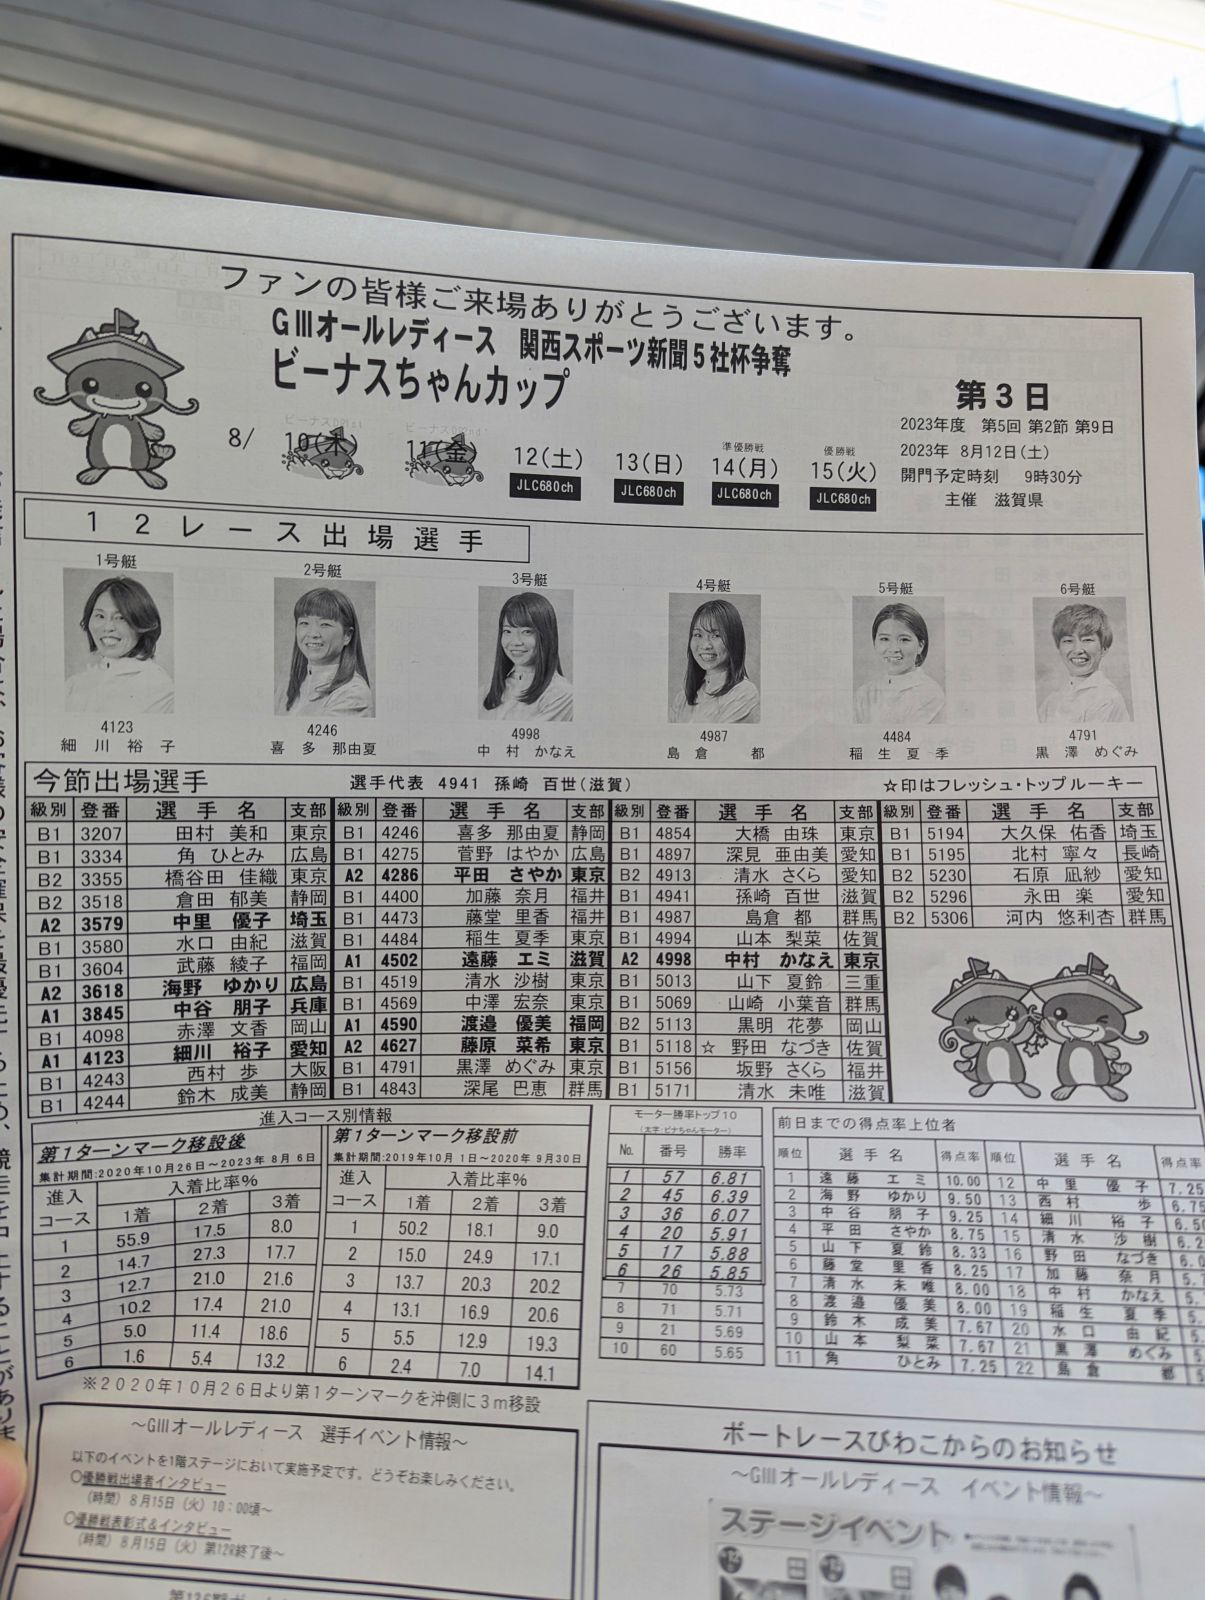 ファンの皆様ご来場ありがとうございます。
GⅢオールレディース 関西スポーツ新聞5社杯争奪
ビーナスちゃんカップ
第3日
2023年度 第5回 第2節 第9日
2023年 8月12日(土)
開門予定時刻 9時30分
主催 滋賀県
8/ 10(木) 11(金) 12(土) 13(日) 14(月) 15(火)
準優勝戦 優勝戦
JLC680ch JLC680ch JLC680ch JLC680ch
12レース出場選手
1号艇 2号艇 3号艇 4号艇 5号艇 6号艇
4123 4246 4998 4987 4484 4791
細川 裕子 喜多 那由夏 中村 かなえ 島倉 都 稲生 夏季 黒澤 めぐみ
今節出場選手 選手代表 4941 孫崎 百世(滋賀) ☆印はフレッシュ・トップルーキー
級別 登番 選手名 支部 級別 登番 選手名 支部 級別 登番 選手名 支部 級別 登番 選手名 支部
B1 3207 田村 美和 東京 B1 4246 喜多 那由夏 静岡 B1 4854 大橋 由珠 東京 B1 5194 大久保 佑香 埼玉
B1 3334 角 ひとみ 広島 B1 4275 菅野 はやか 広島 B1 4897 深見 亜由美 愛知 B1 5195 北村 寧々 長崎
B2 3355 橋谷田 佳織 東京 A2 4286 平田 さやか 東京 B2 4913 清水 さくら 愛知 B2 5230 石原 凪紗 愛知
B2 3518 倉田 郁美 静岡 B1 4400 加藤 奈月 福井 B1 4941 孫崎 百世 滋賀 B2 5296 永田 楽 愛知
A2 3579 中里 優子 埼玉 B1 4473 藤堂 里香 福井 B1 4987 島倉 都 群馬 B2 5306 河内 悠利杏 群馬
B1 3580 水口 由紀 滋賀 B1 4484 稲生 夏季 東京 B1 4994 山本 梨菜 佐賀
B1 3604 武藤 綾子 福岡 A1 4502 遠藤 エミ 滋賀 A2 4998 中村 かなえ 東京
A2 3618 海野 ゆかり 広島 B1 4519 清水 沙樹 東京 B1 5013 山下 夏鈴 三重
A1 3845 中谷 朋子 兵庫 B1 4569 中澤 宏奈 東京 B1 5069 山崎 小葉音 群馬
B1 4098 赤澤 文香 岡山 A1 4590 渡邉 優美 福岡 B2 5113 黒明 花夢 岡山
A1 4123 細川 裕子 愛知 A2 4627 藤原 菜希 東京 B1 5118 ☆ 野田 なづき 佐賀
B1 4243 西村 歩 大阪 B1 4791 黒澤 めぐみ 東京 B1 5156 坂野 さくら 福井
B1 4244 鈴木 成美 静岡 B1 4843 深尾 巴恵 群馬 B1 5171 清水 未唯 滋賀
進入コース別情報
第1ターンマーク移設後
集計期間:2020年10月26日～2023年 8月 6日
進入コース 入着比率%
1着 2着 3着
1 55.9 17.5 8.0
2 14.7 27.3 17.7
3 12.7 21.0 21.6
4 10.2 17.4 21.0
5 5.0 11.4 18.6
6 1.6 5.4 13.2
第1ターンマーク移設前
集計期間:2019年10月 1日～2020年 9月30日
進入コース 入着比率%
1着 2着 3着
1 50.2 18.1 9.0
2 15.0 24.9 17.1
3 13.7 20.3 20.2
4 13.1 16.9 20.6
5 5.5 12.9 19.3
6 2.4 7.0 14.1
※2020年10月26日より第1ターンマークを沖側に3m移設
モーター勝率トップ10
(太字・ビナちゃんモーター)
No. 番号 勝率
1 57 6.81
2 45 6.39
3 36 6.07
4 20 5.91
5 17 5.88
6 26 5.85
7 70 5.73
8 71 5.71
9 21 5.69
10 60 5.65
前日までの得点率上位者
順位 選手名 得点率 順位 選手名 得点率
1 遠藤 エミ 10.00 12 中里 優子 7.25
2 海野 ゆかり 9.50 13 西村 歩 6.75
3 中谷 朋子 9.25 14 細川 裕子 6.50
4 平田 さやか 8.75 15 清水 沙樹 6.2
5 山下 夏鈴 8.33 16 野田 なづき 6.0
6 藤堂 里香 8.25 17 加藤 奈月 5.
7 清水 未唯 8.00 18 中村 かなえ 5.
8 渡邉 優美 8.00 19 稲生 夏季 5.
9 鈴木 成美 7.67 20 水口 由紀 5.
10 山本 梨菜 7.67 21 黒澤 めぐみ 5.
11 角 ひとみ 7.25 22 島倉 都 5.
～GⅢオールレディース 選手イベント情報～
以下のイベントを1階ステージにおいて実施予定です。どうぞお楽しみください。
○優勝戦出場者インタビュー
(時間) 8月15日(火) 10:00頃～
○優勝戦表彰式&インタビュー
(時間) 8月15日(火) 第12R終了後～
ボートレースびわこからのお知らせ
～GⅢオールレディース イベント情報～
ステージイベント